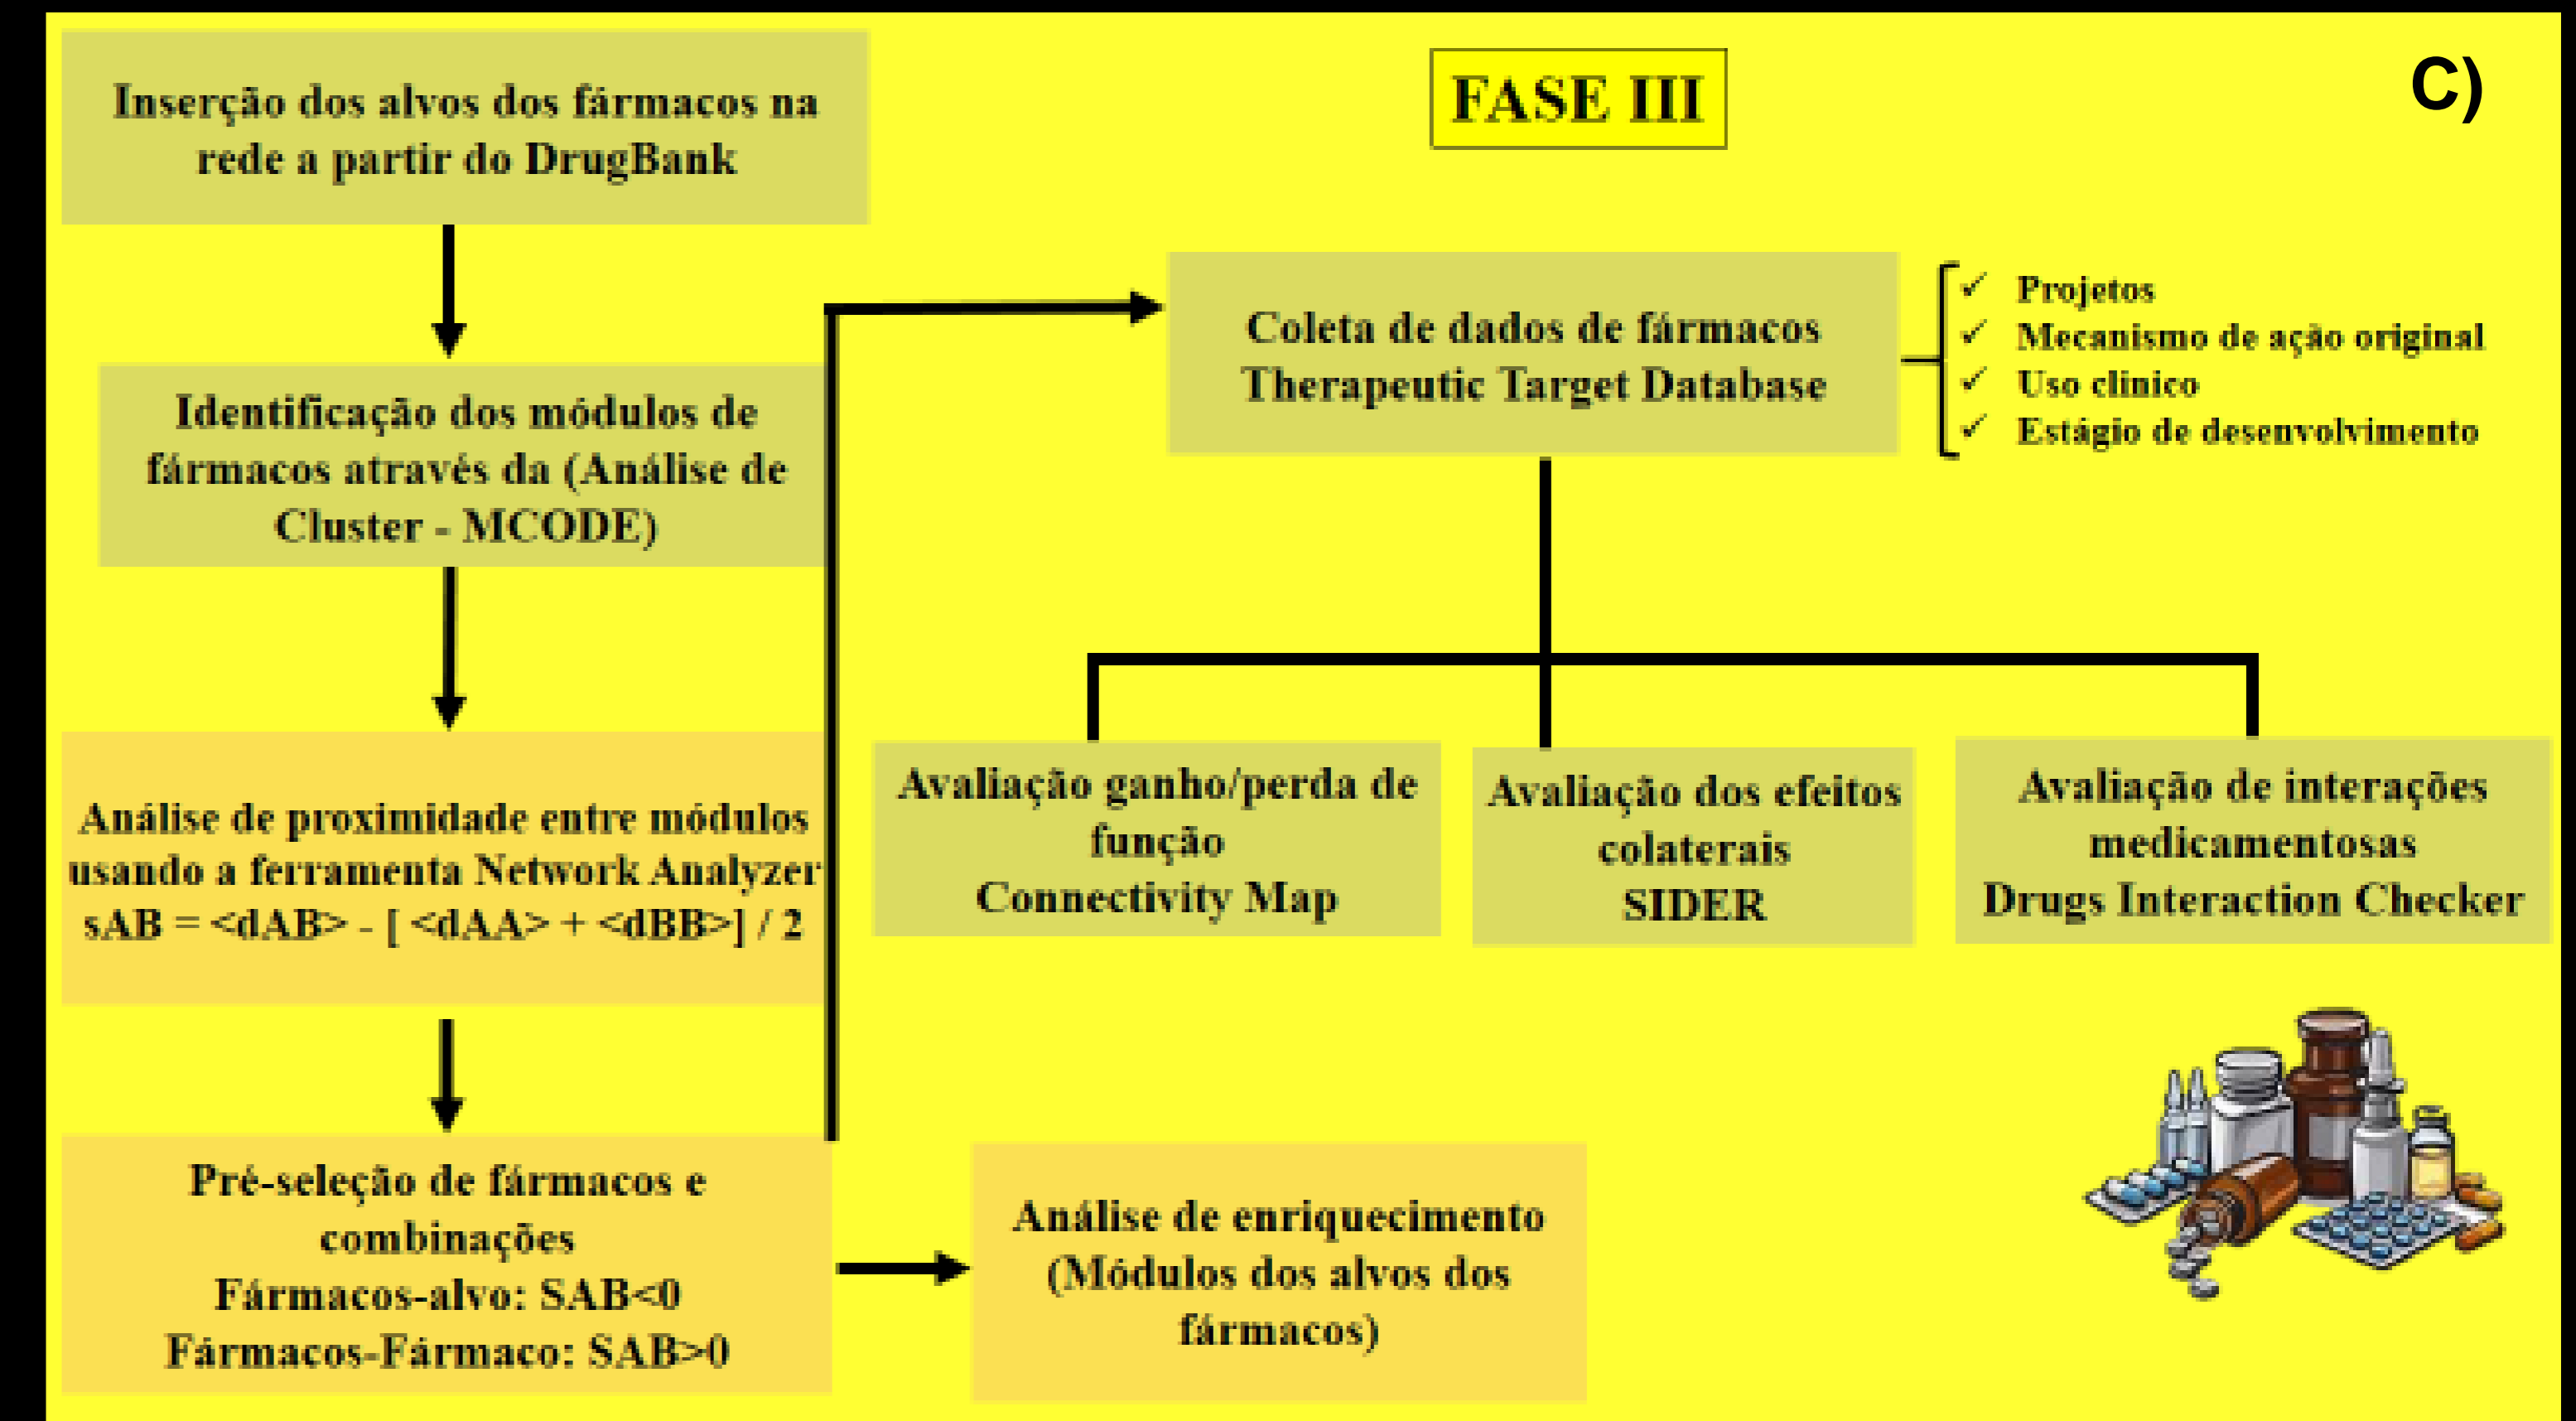 FASE III
C)
Inserção dos alvos dos fármacos na
rede a partir do DrugBank
Identificação dos módulos de
fármacos através da (Análise de
Cluster - MCODE)
Análise de proximidade entre módulos
usando a ferramenta Network Analyzer
sAB = <dAB> - [ <dAA> + <dBB>] / 2
Pré-seleção de fármacos e
combinações
Fármacos-alvo: SAB<0
Fármacos-Fármaco: SAB>0
Análise de enriquecimento
(Módulos dos alvos dos
fármacos)
Coleta de dados de fármacos
Therapeutic Target Database
✓ Projetos
✓ Mecanismo de ação original
✓ Uso clínico
✓ Estágio de desenvolvimento
Avaliação ganho/perda de
função
Connectivity Map
Avaliação dos efeitos
colaterais
SIDER
Avaliação de interações
medicamentosas
Drugs Interaction Checker